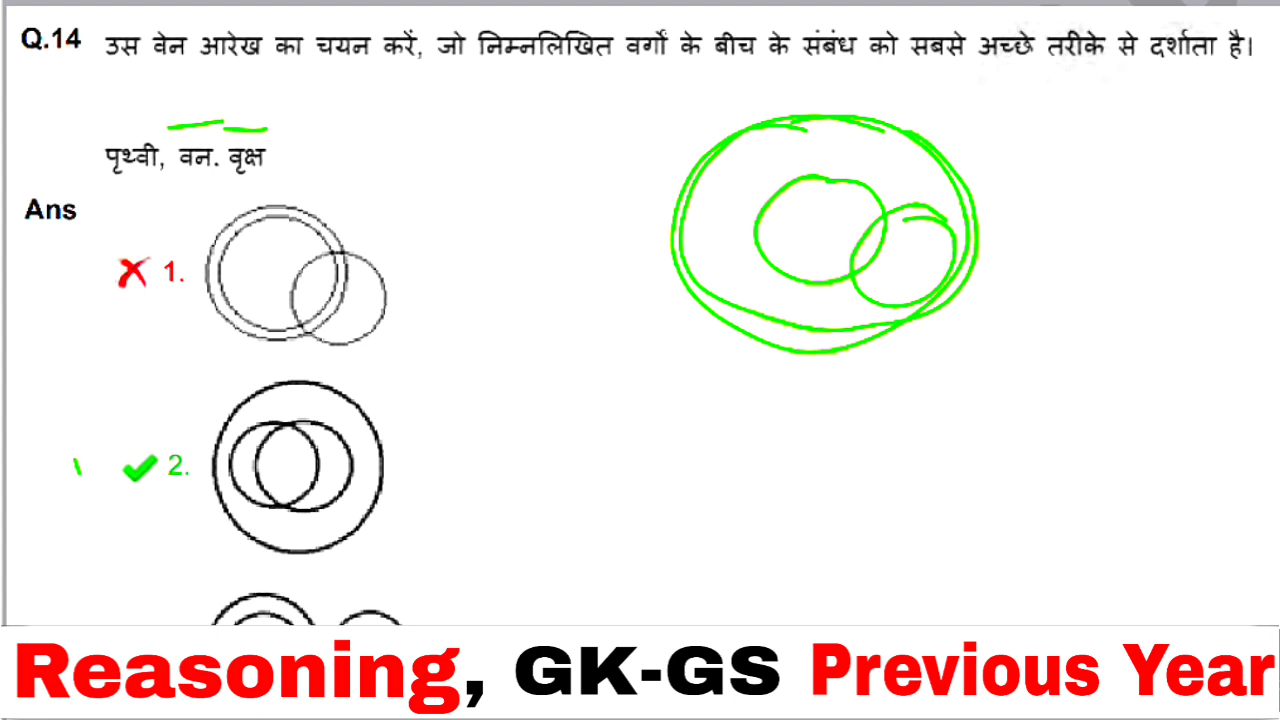 Q.14 उस वेन आरेख का चयन करें, जो निम्नलिखित वर्गों के बीच के संबंध को सबसे अच्छे तरीके से दर्शाता है।
पृथ्वी, वन. वृक्ष
Ans
1.
2.
Reasoning, GK-GS Previous Year